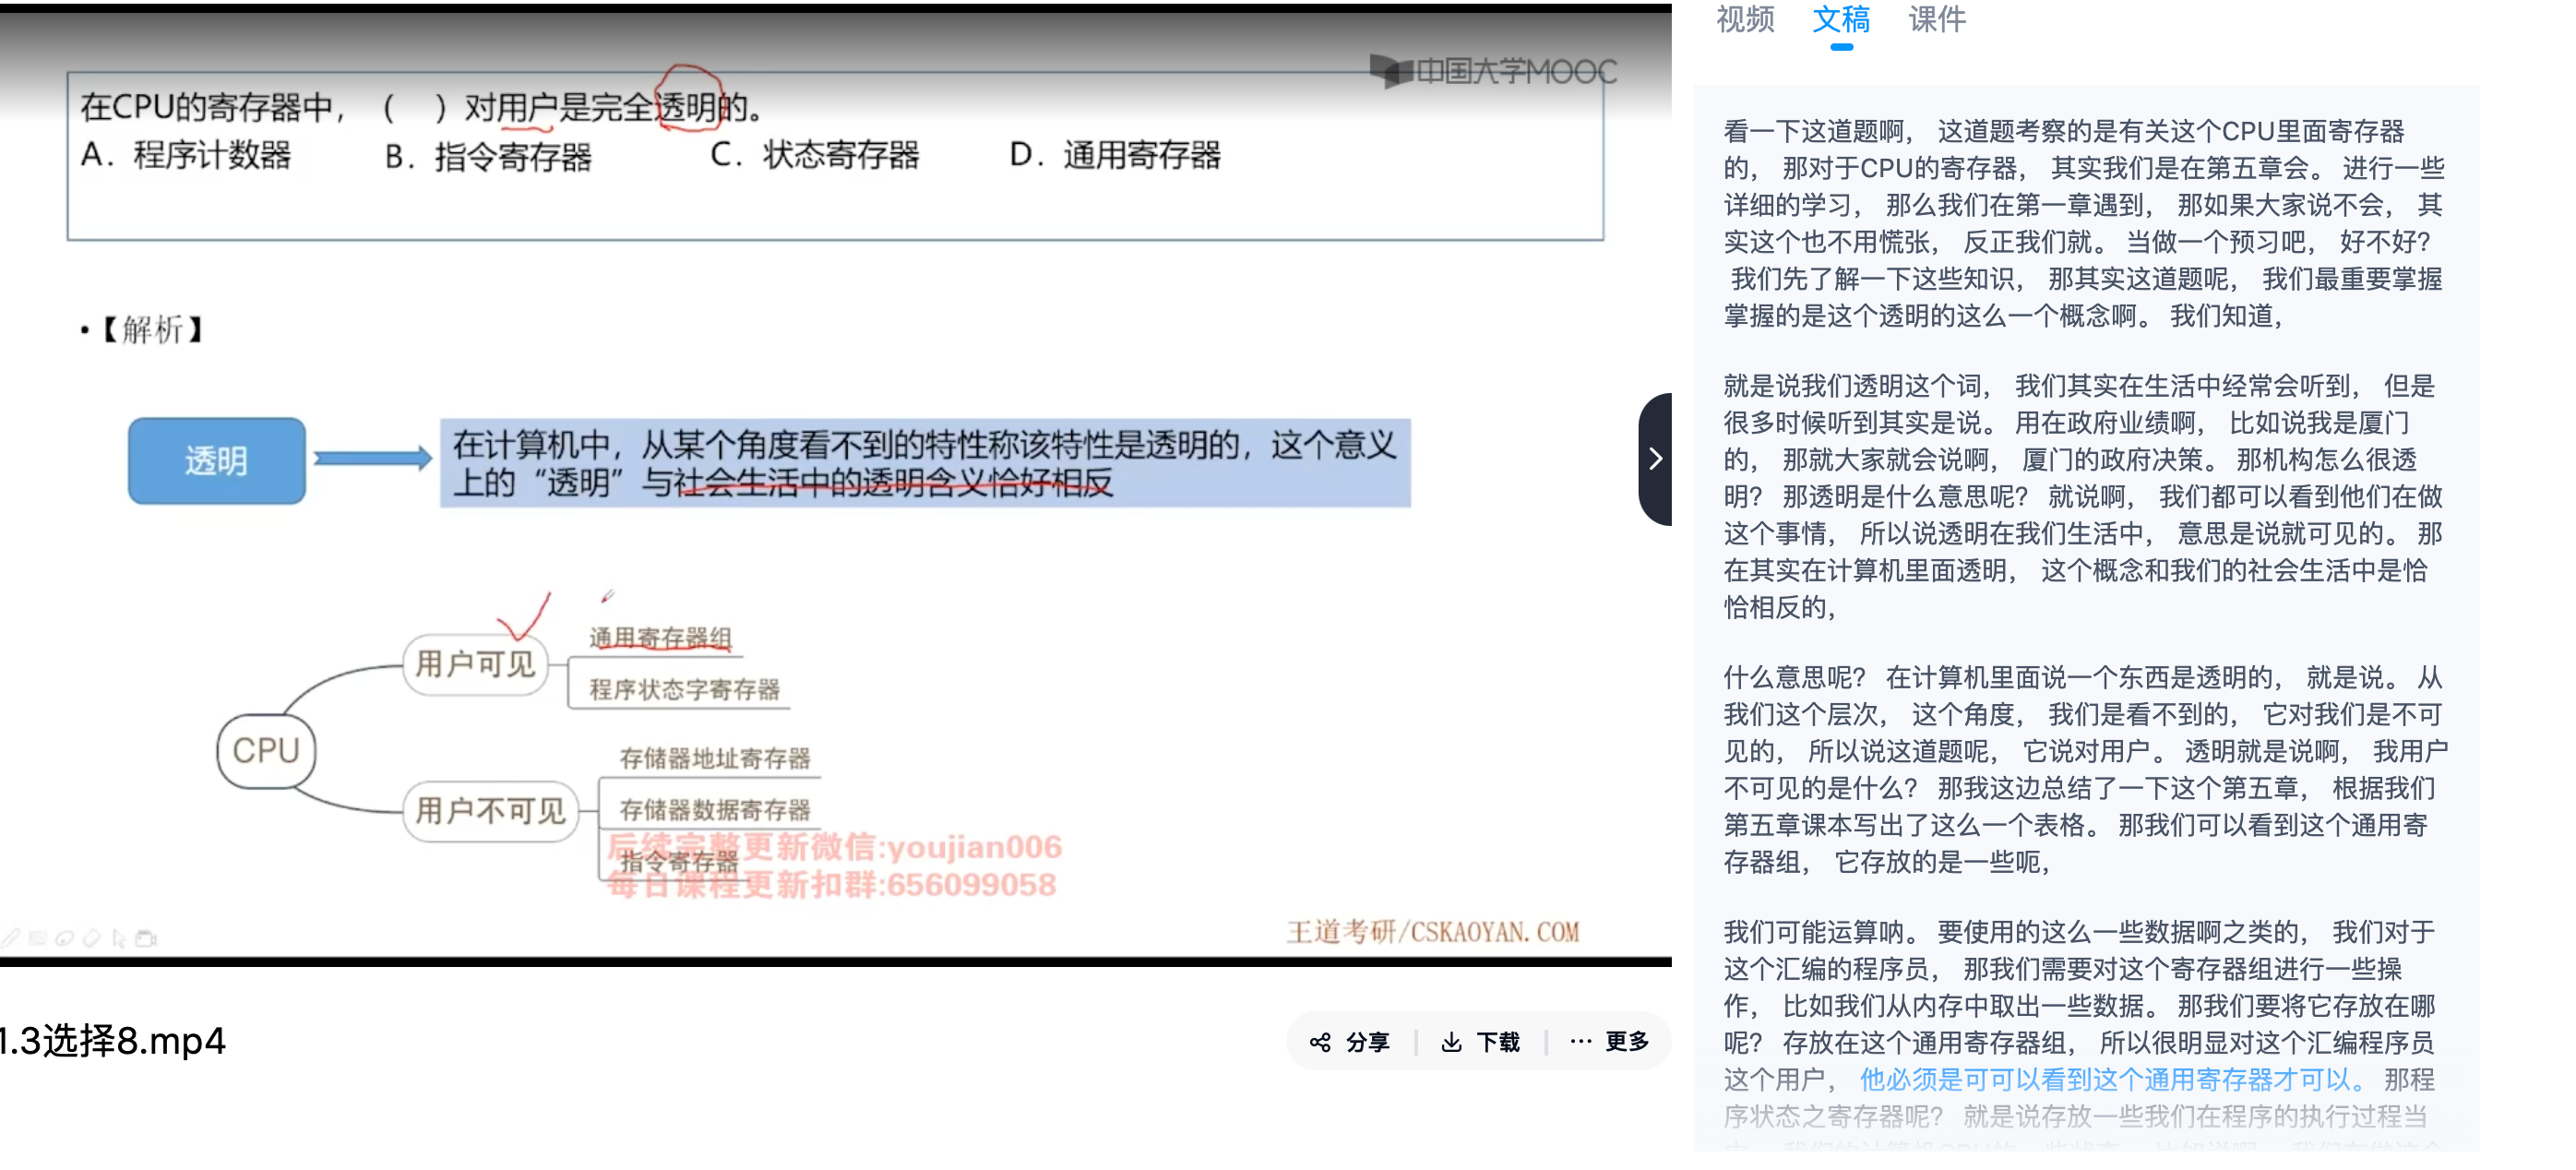 中国大学MOOC
在CPU的寄存器中，（ ）对用户是完全透明的。
A．程序计数器 B．指令寄存器 C．状态寄存器 D．通用寄存器
•【解析】
透明
在计算机中，从某个角度看不到的特性称该特性是透明的，这个意义
上的“透明”与社会生活中的透明含义恰好相反
CPU
用户可见
通用寄存器组
程序状态字寄存器
用户不可见
存储器地址寄存器
存储器数据寄存器
指令寄存器
后续完整更新微信:youjian006
每日课程更新扣群:656099058
王道考研/CSKAOYAN.COM
1.3选择8.mp4
分享
下载
更多
视频 文稿 课件
看一下这道题啊， 这道题考察的是有关这个CPU里面寄存器
的， 那对于CPU的寄存器， 其实我们是在第五章会。 进行一些
详细的学习， 那么我们在第一章遇到， 那如果大家说不会， 其
实这个也不用慌张， 反正我们就。 当做一个预习吧， 好不好？
我们先了解一下这些知识， 那其实这道题呢， 我们最重要掌握
掌握的是这个透明的这么一个概念啊。 我们知道，
就是说我们透明这个词， 我们其实在生活中经常会听到， 但是
很多时候听到其实是说。 用在政府业绩啊， 比如说我是厦门
的， 那就大家就会说啊， 厦门的政府决策。 那机构怎么很透
明？ 那透明是什么意思呢？ 就说啊， 我们都可以看到他们在做
这个事情， 所以说透明在我们生活中， 意思是说就可见的。 那
在其实在计算机里面透明， 这个概念和我们的社会生活中是恰
恰相反的，
什么意思呢？ 在计算机里面说一个东西是透明的， 就是说。 从
我们这个层次， 这个角度， 我们是看不到的， 它对我们是不可
见的， 所以说这道题呢， 它说对用户。 透明就是说啊， 我用户
不可见的是什么？ 那我这边总结了一下这个第五章， 根据我们
第五章课本写出了这么一个表格。 那我们可以看到这个通用寄
存器组， 它存放的是一些呃，
我们可能运算呐。 要使用的这么一些数据啊之类的， 我们对于
这个汇编的程序员， 那我们需要对这个寄存器组进行一些操
作， 比如我们从内存中取出一些数据。 那我们要将它存放在哪
呢？ 存放在这个通用寄存器组， 所以很明显对这个汇编程序员
这个用户， 他必须是可可以看到这个通用寄存器才可以。 那程
序状态之寄存器呢？ 就是说存放一些我们在程序的执行过程当